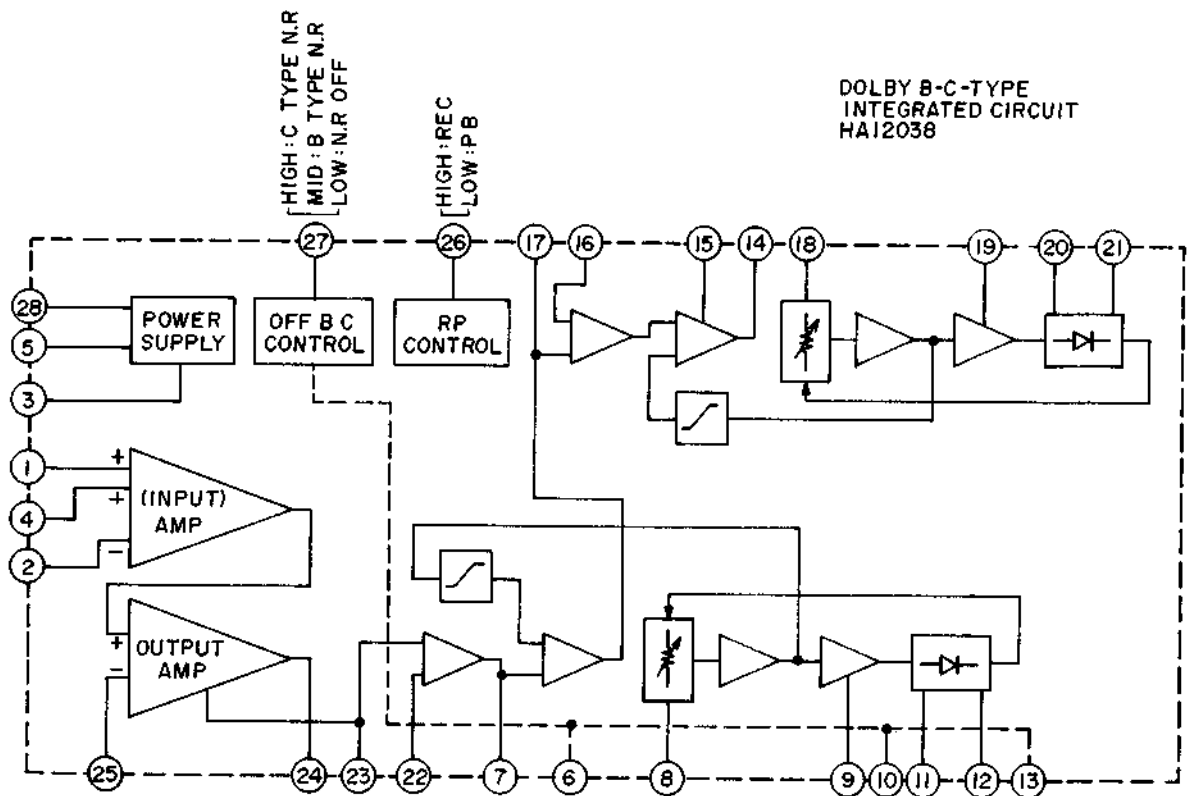 HIGH:C TYPE N.R
MID:B TYPE N.R
LOW:N.R OFF
HIGH:REC
LOW:PB
DOLBY B-C-TYPE
INTEGRATED CIRCUIT
HA12038
27
26
17
16
15
14
18
19
20
21
28
5
3
POWER
SUPPLY
OFF B C
CONTROL
RP
CONTROL
1
4
2
+
+
−
(INPUT)
AMP
+
−
OUTPUT
AMP
25
24
23
22
7
6
8
9
10
11
12
13